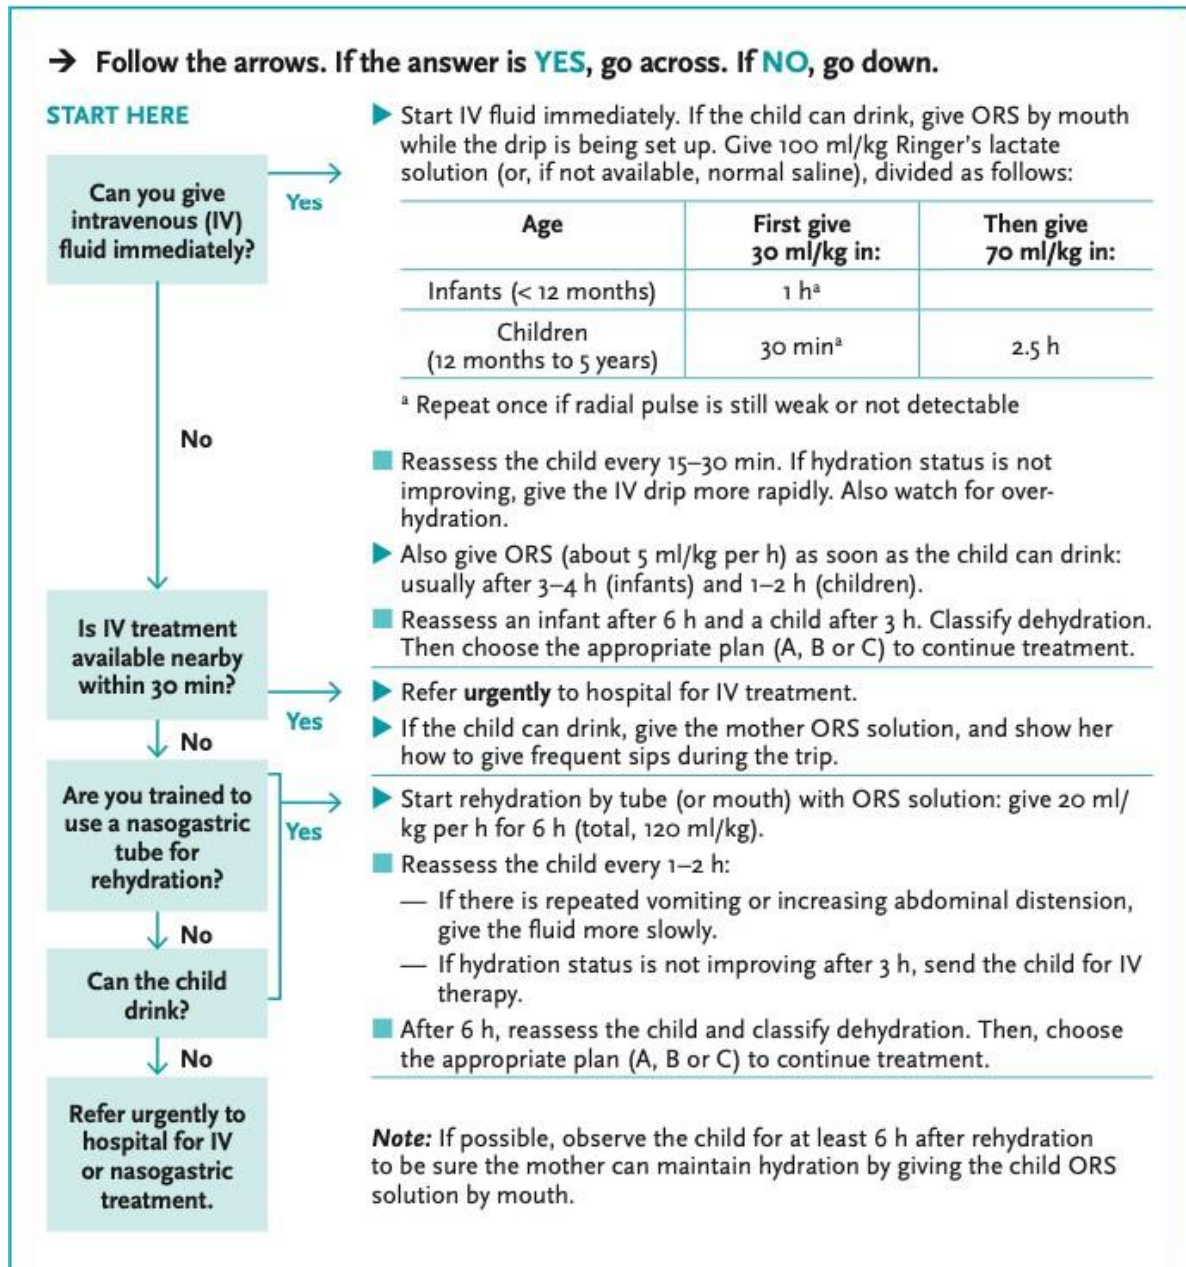 → Follow the arrows. If the answer is YES, go across. If NO, go down.
START HERE
Can you give
intravenous (IV)
fluid immediately?
Yes
▶ Start IV fluid immediately. If the child can drink, give ORS by mouth
while the drip is being set up. Give 100 ml/kg Ringer's lactate
solution (or, if not available, normal saline), divided as follows:
Age
First give
30 ml/kg in:
Then give
70 ml/kg in:
Infants (< 12 months)
1 hᵃ
Children
(12 months to 5 years)
30 minᵃ
2.5 h
ᵃ Repeat once if radial pulse is still weak or not detectable
No
■ Reassess the child every 15–30 min. If hydration status is not
improving, give the IV drip more rapidly. Also watch for over-
hydration.
▶ Also give ORS (about 5 ml/kg per h) as soon as the child can drink:
usually after 3–4 h (infants) and 1–2 h (children).
■ Reassess an infant after 6 h and a child after 3 h. Classify dehydration.
Then choose the appropriate plan (A, B or C) to continue treatment.
Is IV treatment
available nearby
within 30 min?
Yes
▶ Refer urgently to hospital for IV treatment.
▶ If the child can drink, give the mother ORS solution, and show her
how to give frequent sips during the trip.
No
Are you trained to
use a nasogastric
tube for
rehydration?
Yes
▶ Start rehydration by tube (or mouth) with ORS solution: give 20 ml/
kg per h for 6 h (total, 120 ml/kg).
■ Reassess the child every 1–2 h:
— If there is repeated vomiting or increasing abdominal distension,
give the fluid more slowly.
— If hydration status is not improving after 3 h, send the child for IV
therapy.
■ After 6 h, reassess the child and classify dehydration. Then, choose
the appropriate plan (A, B or C) to continue treatment.
No
Can the child
drink?
No
Refer urgently to
hospital for IV
or nasogastric
treatment.
Note: If possible, observe the child for at least 6 h after rehydration
to be sure the mother can maintain hydration by giving the child ORS
solution by mouth.